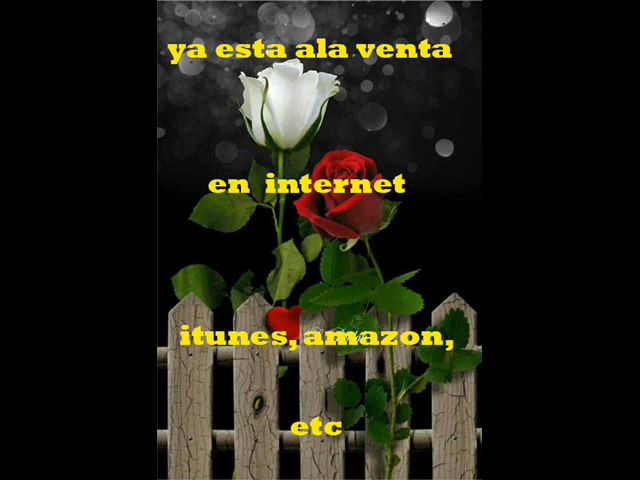 ya esta ala venta
en internet
itunes, amazon,
etc